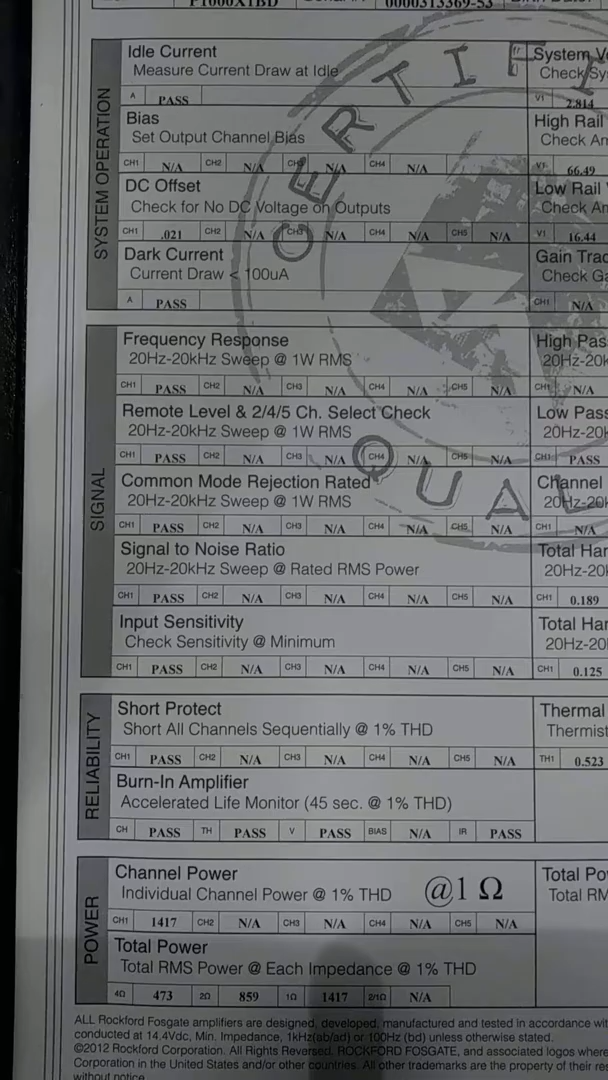 P1000X1BD 0000313369-53
SYSTEM OPERATION
Idle Current
Measure Current Draw at Idle
A PASS
Bias
Set Output Channel Bias
CH1 N/A CH2 N/A CH3 N/A CH4 N/A
DC Offset
Check for No DC Voltage on Outputs
CH1 .021 CH2 N/A CH3 N/A CH4 N/A CH5 N/A
Dark Current
Current Draw < 100uA
A PASS
System
V1 2.814
High Rail
V1 66.49
Low Rail
V1 16.44
CH1 N/A
CERTI
QUAL
SIGNAL
Frequency Response
20Hz-20kHz Sweep @ 1W RMS
CH1 PASS CH2 N/A CH3 N/A CH4 N/A CH5 N/A
Remote Level & 2/4/5 Ch. Select Check
20Hz-20kHz Sweep @ 1W RMS
CH1 PASS CH2 N/A CH3 N/A CH4 N/A CH5 N/A
Common Mode Rejection Rated
20Hz-20kHz Sweep @ 1W RMS
CH1 PASS CH2 N/A CH3 N/A CH4 N/A CH5 N/A
Signal to Noise Ratio
20Hz-20kHz Sweep @ Rated RMS Power
CH1 PASS CH2 N/A CH3 N/A CH4 N/A CH5 N/A
Input Sensitivity
Check Sensitivity @ Minimum
CH1 PASS CH2 N/A CH3 N/A CH4 N/A CH5 N/A
High Pas
20Hz-20k
CH1 N/A
Low Pass
20Hz-20
CH1 PASS
Channel
20Hz-20k
CH1 N/A
Total Har
20Hz-20
CH1 0.189
Total Har
20Hz-20
CH1 0.125
RELIABILITY
Short Protect
Short All Channels Sequentially @ 1% THD
CH1 PASS CH2 N/A CH3 N/A CH4 N/A CH5 N/A
Burn-In Amplifier
Accelerated Life Monitor (45 sec. @ 1% THD)
CH PASS TH PASS V PASS BIAS N/A IR PASS
Thermal
Thermist
TH1 0.523
POWER
Channel Power
Individual Channel Power @ 1% THD @1 Ω
CH1 1417 CH2 N/A CH3 N/A CH4 N/A CH5 N/A
Total Power
Total RMS Power @ Each Impedance @ 1% THD
4Ω 473 2Ω 859 1Ω 1417 2/1Ω N/A
Total Po
Total RM
ALL Rockford Fosgate amplifiers are designed, developed, manufactured and tested in accordance wit
conducted at 14.4Vdc, Min. Impedance, 1kHz(ab/ad) or 100Hz (bd) unless otherwise stated.
©2012 Rockford Corporation. All Rights Reversed. ROCKFORD FOSGATE, and associated logos where
Corporation in the United States and/or other countries. All other trademarks are the property of their re
without notice.